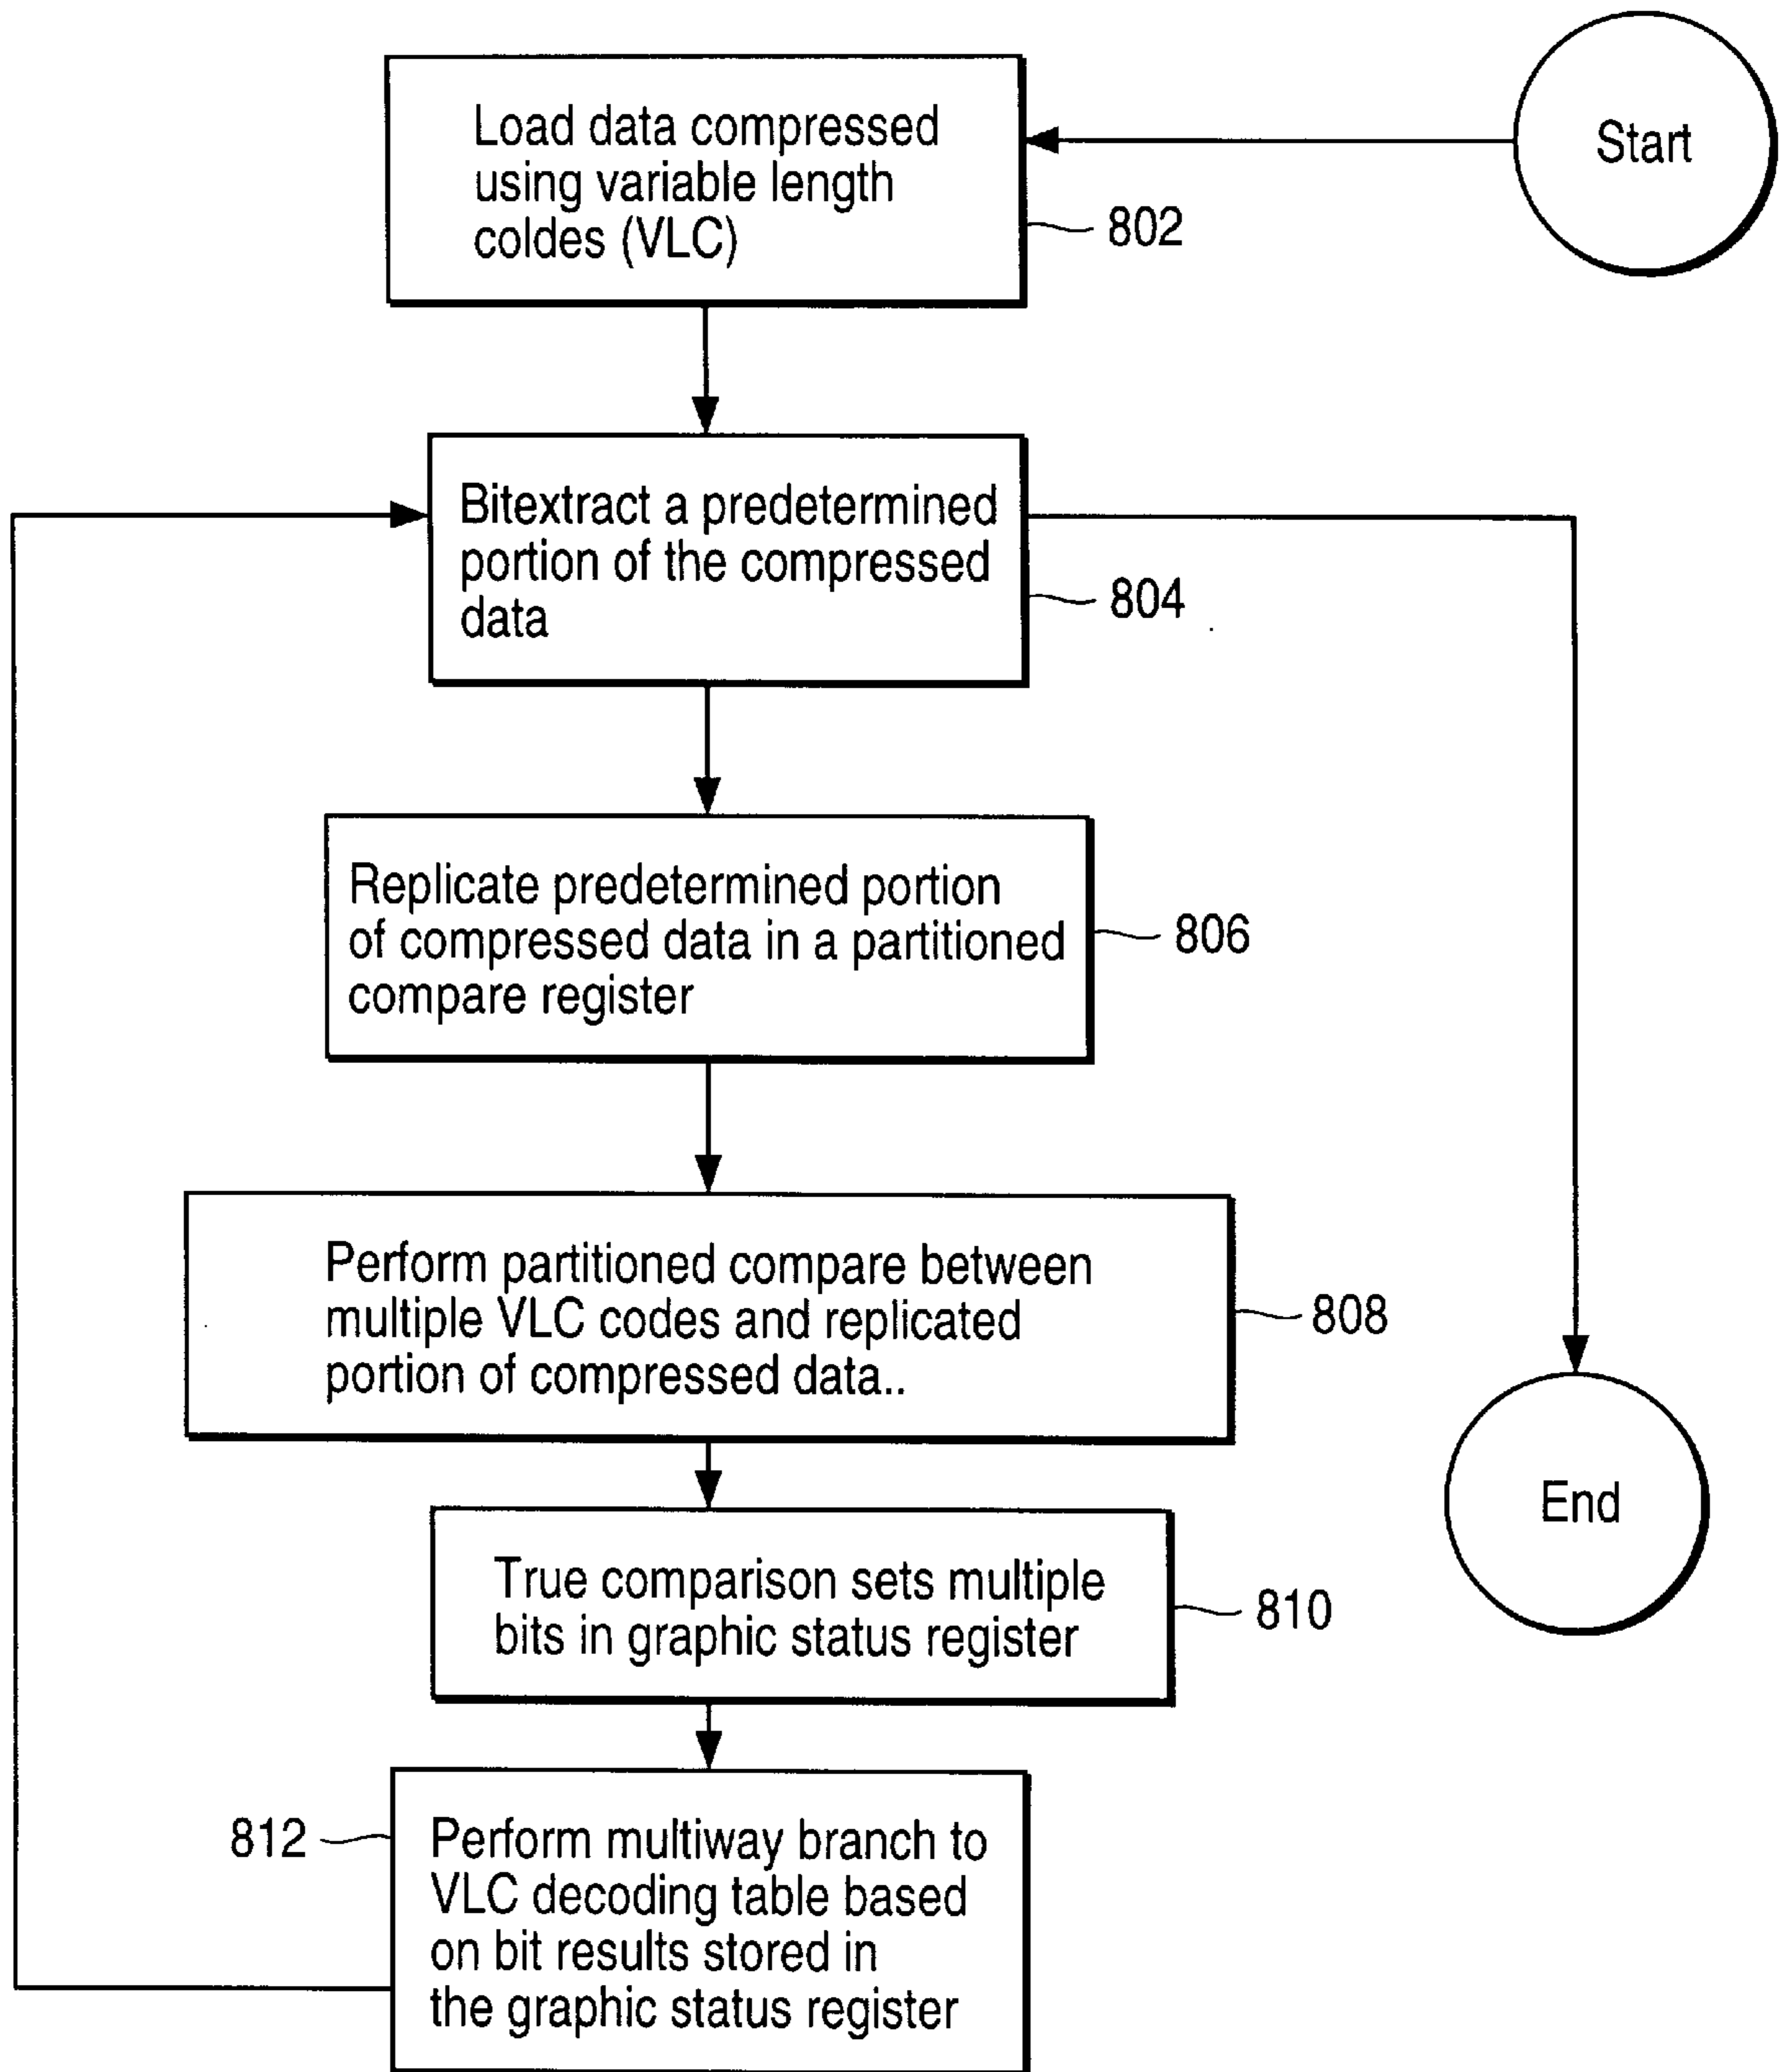 Start
Load data compressed
using variable length
coldes (VLC)
802
Bitextract a predetermined
portion of the compressed
data
804
Replicate predetermined portion
of compressed data in a partitioned
compare register
806
Perform partitioned compare between
multiple VLC codes and replicated
portion of compressed data..
808
True comparison sets multiple
bits in graphic status register
810
812
Perform multiway branch to
VLC decoding table based
on bit results stored in
the graphic status register
End